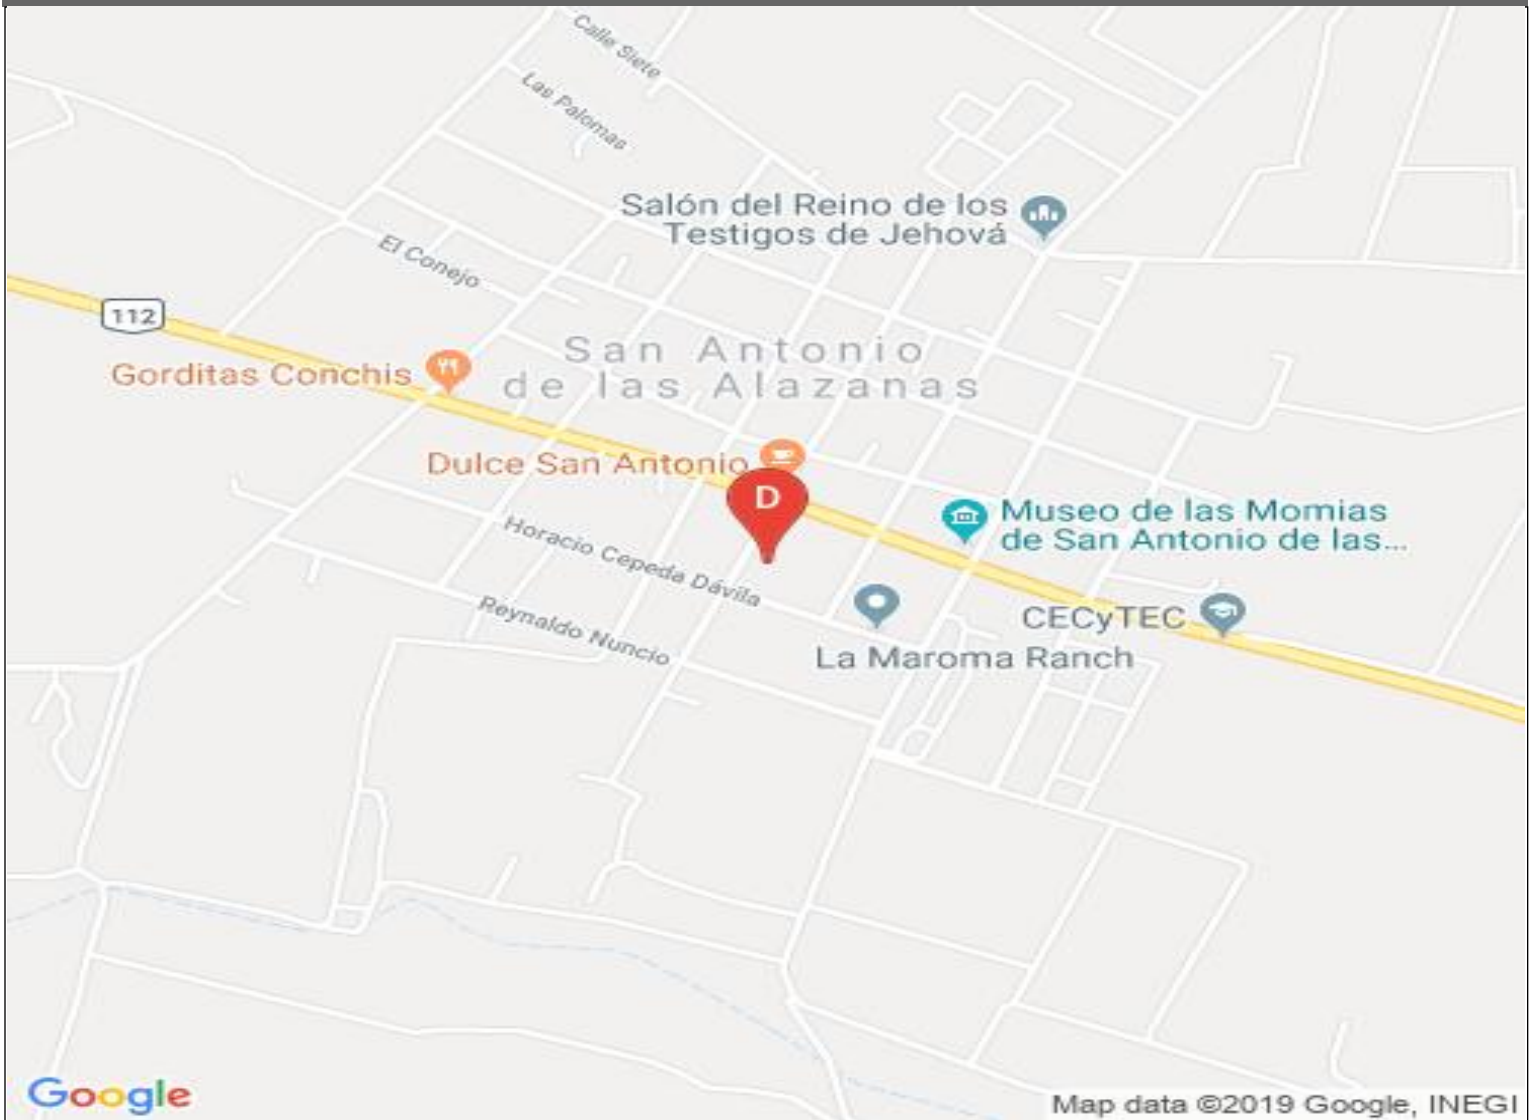 Calle Siete
Las Palomas
Salón del Reino de los
Testigos de Jehová
El Conejo
112
San Antonio
de las Alazanas
Gorditas Conchis
Dulce San Antonio
D
Museo de las Momias
de San Antonio de las...
Horacio Cepeda Dávila
Reynaldo Nuncio
CECyTEC
La Maroma Ranch
Google
Map data ©2019 Google, INEGI